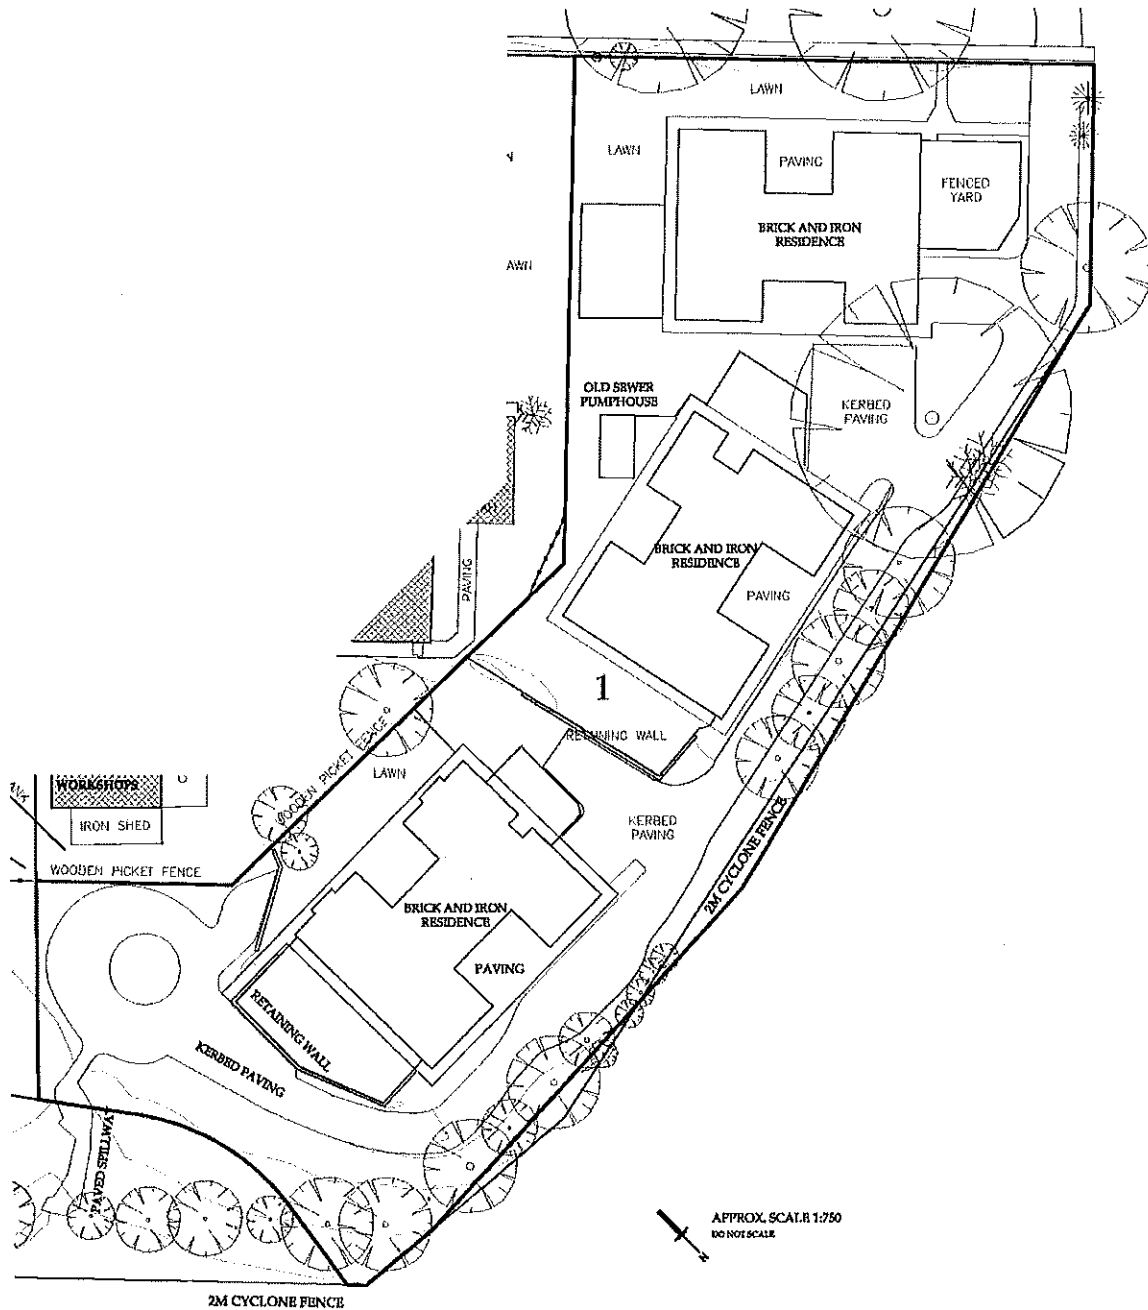 LAWN
LAWN
PAVING
FENCED
YARD
BRICK AND IRON
RESIDENCE
AWN
OLD SEWER
PUMPHOUSE
KERBED
PAVING
BRICK AND IRON
RESIDENCE
PAVING
PAVING
1
RETAINING WALL
WOODEN PICKET FENCE
LAWN
WORKSHOPS
IRON SHED
WOODEN PICKET FENCE
KERBED
PAVING
2M CYCLONE FENCE
BRICK AND IRON
RESIDENCE
PAVING
RETAINING WALL
KERBED PAVING
PAVED SPILLWAY
APPROX. SCALE 1:750
DO NOT SCALE
N
2M CYCLONE FENCE